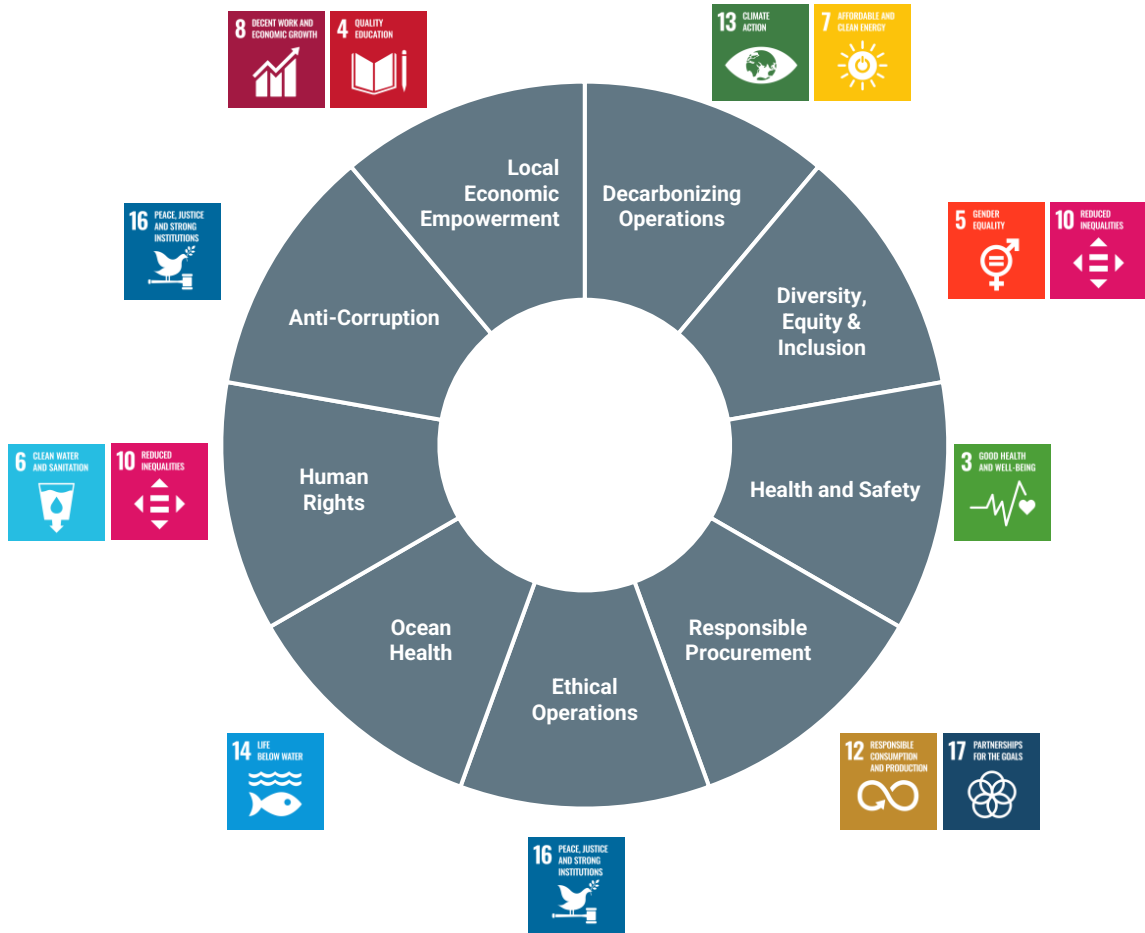 8 DECENT WORK AND
ECONOMIC GROWTH
4 QUALITY
EDUCATION
13 CLIMATE
ACTION
7 AFFORDABLE AND
CLEAN ENERGY
Local
Economic
Empowerment
Decarbonizing
Operations
16 PEACE, JUSTICE
AND STRONG
INSTITUTIONS
5 GENDER
EQUALITY
10 REDUCED
INEQUALITIES
Anti-Corruption
Diversity,
Equity &
Inclusion
6 CLEAN WATER
AND SANITATION
10 REDUCED
INEQUALITIES
Human
Rights
Health and Safety
3 GOOD HEALTH
AND WELL-BEING
Ocean
Health
Responsible
Procurement
Ethical
Operations
14 LIFE
BELOW WATER
12 RESPONSIBLE
CONSUMPTION
AND PRODUCTION
17 PARTNERSHIPS
FOR THE GOALS
16 PEACE, JUSTICE
AND STRONG
INSTITUTIONS